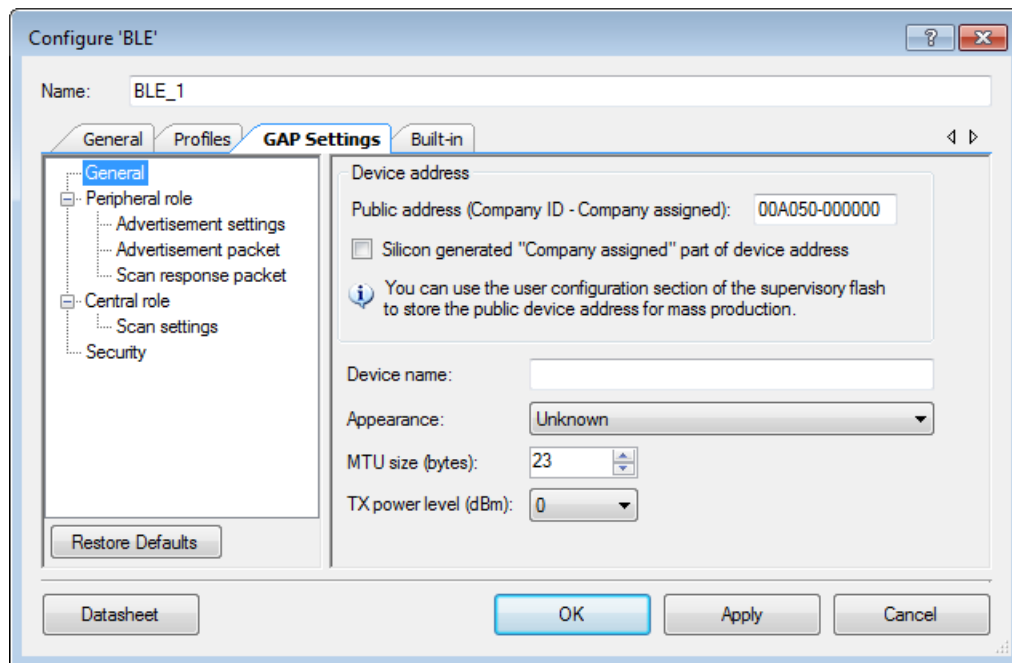 Configure 'BLE'
?
Name: BLE_1
General Profiles GAP Settings Built-in
General
Peripheral role
Advertisement settings
Advertisement packet
Scan response packet
Central role
Scan settings
Security
Restore Defaults
Device address
Public address (Company ID - Company assigned): 00A050-000000
Silicon generated "Company assigned" part of device address
You can use the user configuration section of the supervisory flash
to store the public device address for mass production.
Device name:
Appearance: Unknown
MTU size (bytes): 23
TX power level (dBm): 0
Datasheet OK Apply Cancel